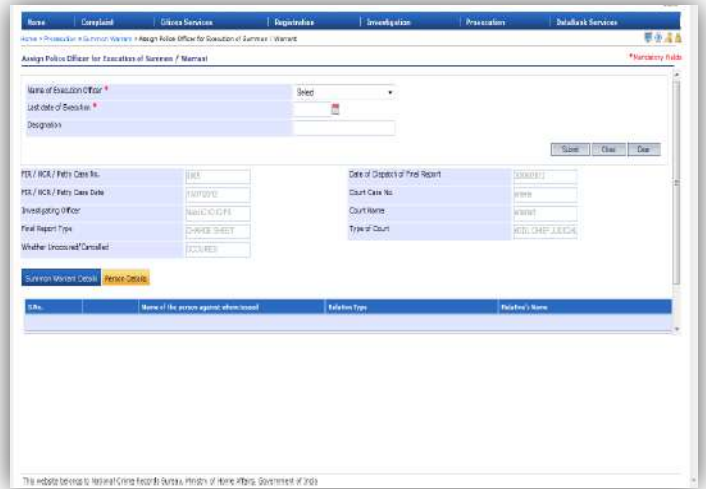 Home Complaint Citizen Services Registration Investigation Prosecution DataBank Services
Home > Prosecution > Summon Warrant > Assign Police Officer for Execution of Summon / Warrant
Assign Police Officer for Execution of Summon / Warrant
*Mandatory Fields
Name of Execution Officer * Select
Last date of Execution *
Designation
Submit Close Clear
FIR / NCR / Petty Case No. Date of Dispatch of Final Report
FIR / NCR / Petty Case Date Court Case No.
Investigating Officer Court Name
Final Report Type CHARGE SHEET Type of Court
Whether Unoccured/Cancelled OCCURED
Summon Warrant Details Person Details
S.No. Name of the person against whom issued Relation Type Relative's Name
This website belongs to National Crime Records Bureau, Ministry of Home Affairs, Government of India